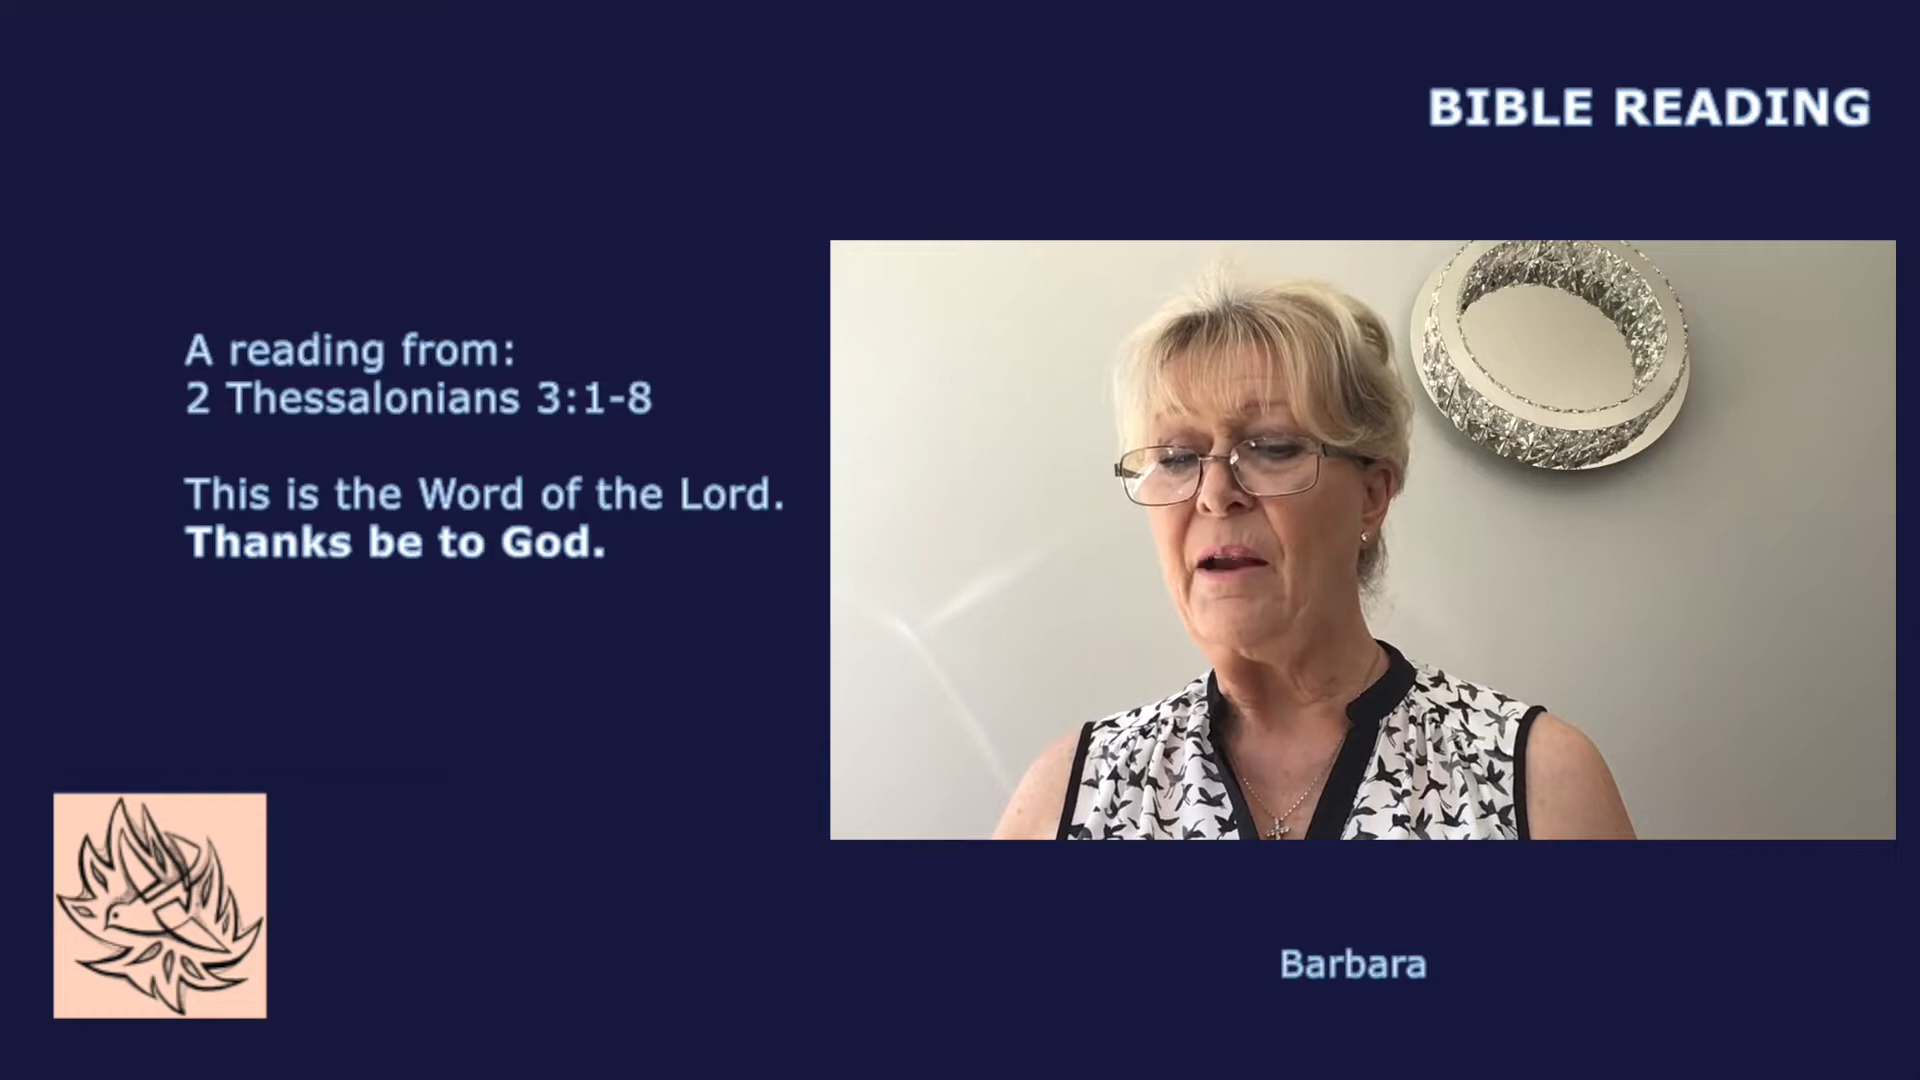 BIBLE READING
A reading from:
2 Thessalonians 3:1-8
This is the Word of the Lord.
Thanks be to God.
Barbara